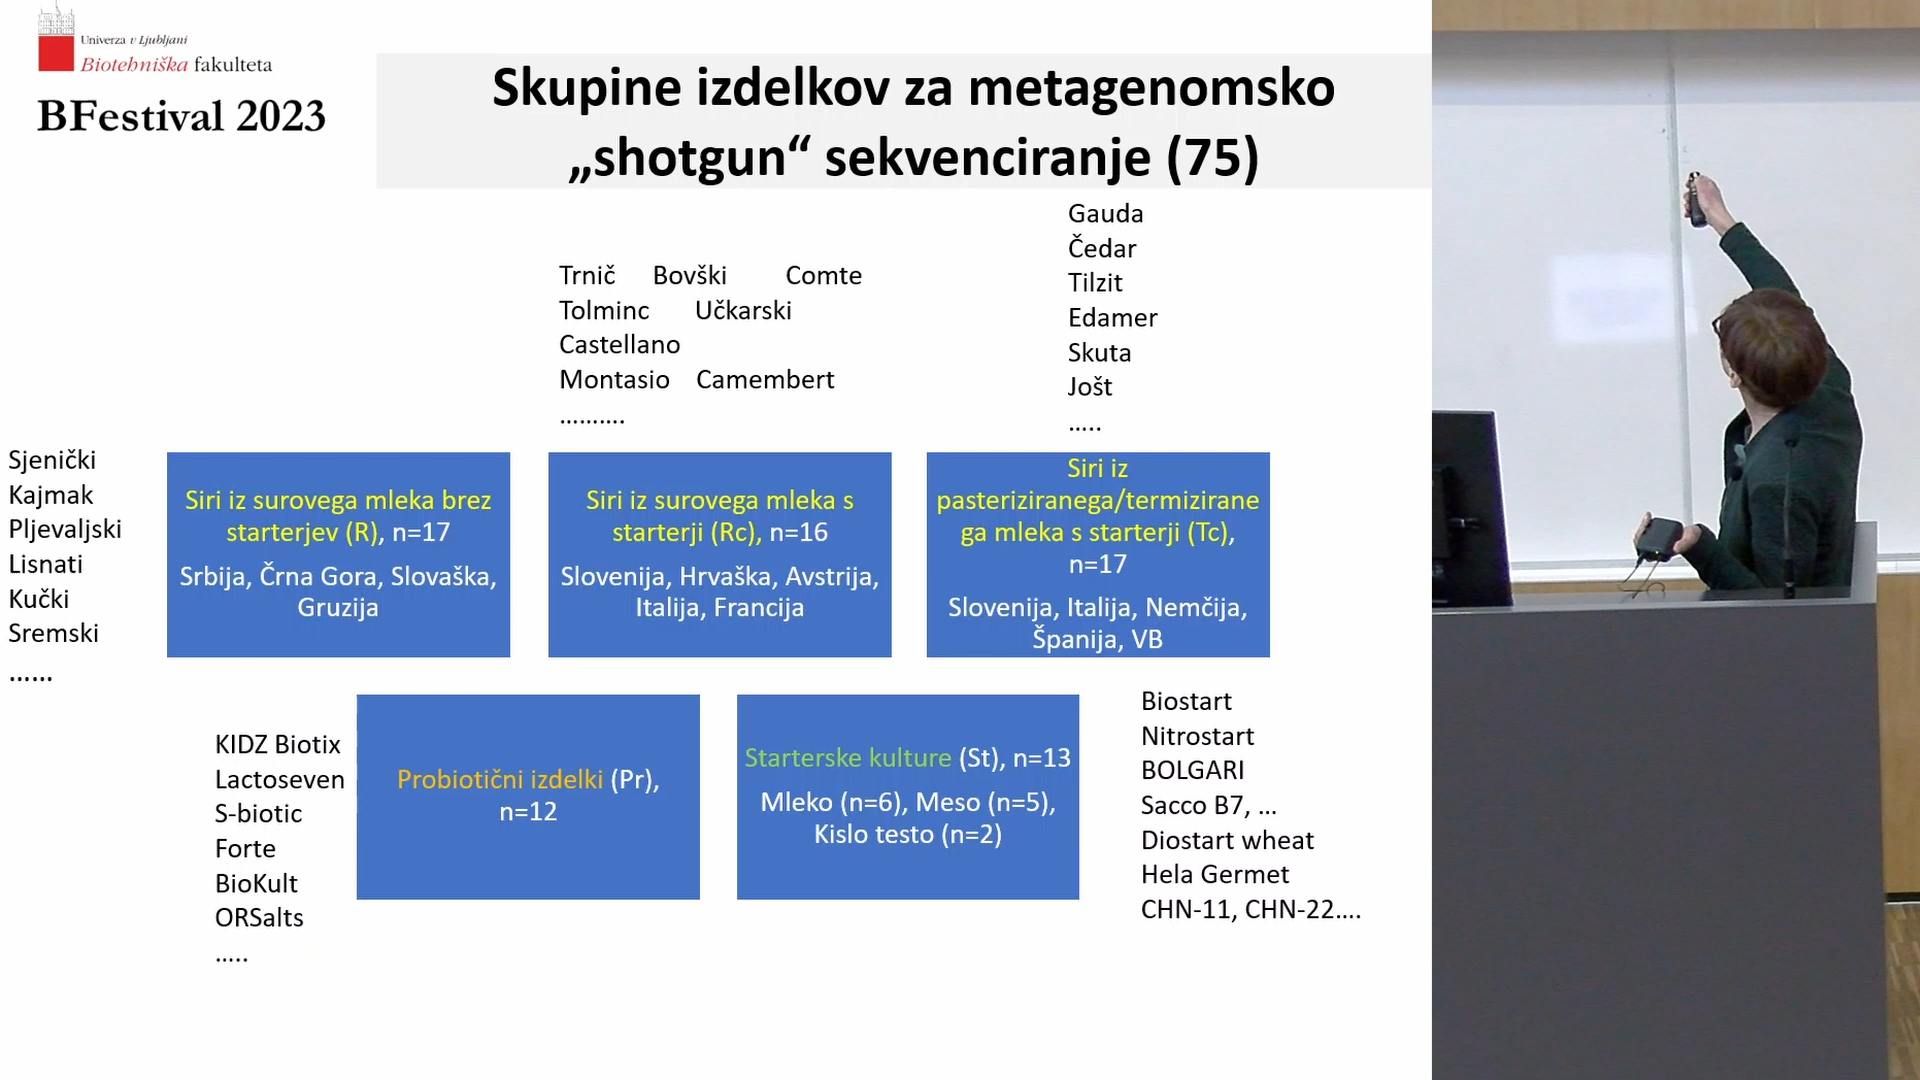 Univerza v Ljubljani
Biotehniška fakulteta
BFestival 2023
Skupine izdelkov za metagenomsko
„shotgun“ sekvenciranje (75)
Gauda
Čedar
Tilzit
Edamer
Skuta
Jošt
.....
Trnič Bovški Comte
Tolminc Učkarski
Castellano
Montasio Camembert
..........
Sjenički
Kajmak
Pljevaljski
Lisnati
Kučki
Sremski
......
Siri iz surovega mleka brez
starterjev (R), n=17
Srbija, Črna Gora, Slovaška,
Gruzija
Siri iz surovega mleka s
starterji (Rc), n=16
Slovenija, Hrvaška, Avstrija,
Italija, Francija
Siri iz
pasteriziranega/termizirane
ga mleka s starterji (Tc),
n=17
Slovenija, Italija, Nemčija,
Španija, VB
KIDZ Biotix
Lactoseven
S-biotic
Forte
BioKult
ORSalts
.....
Probiotični izdelki (Pr),
n=12
Starterske kulture (St), n=13
Mleko (n=6), Meso (n=5),
Kislo testo (n=2)
Biostart
Nitrostart
BOLGARI
Sacco B7, ...
Diostart wheat
Hela Germet
CHN-11, CHN-22....